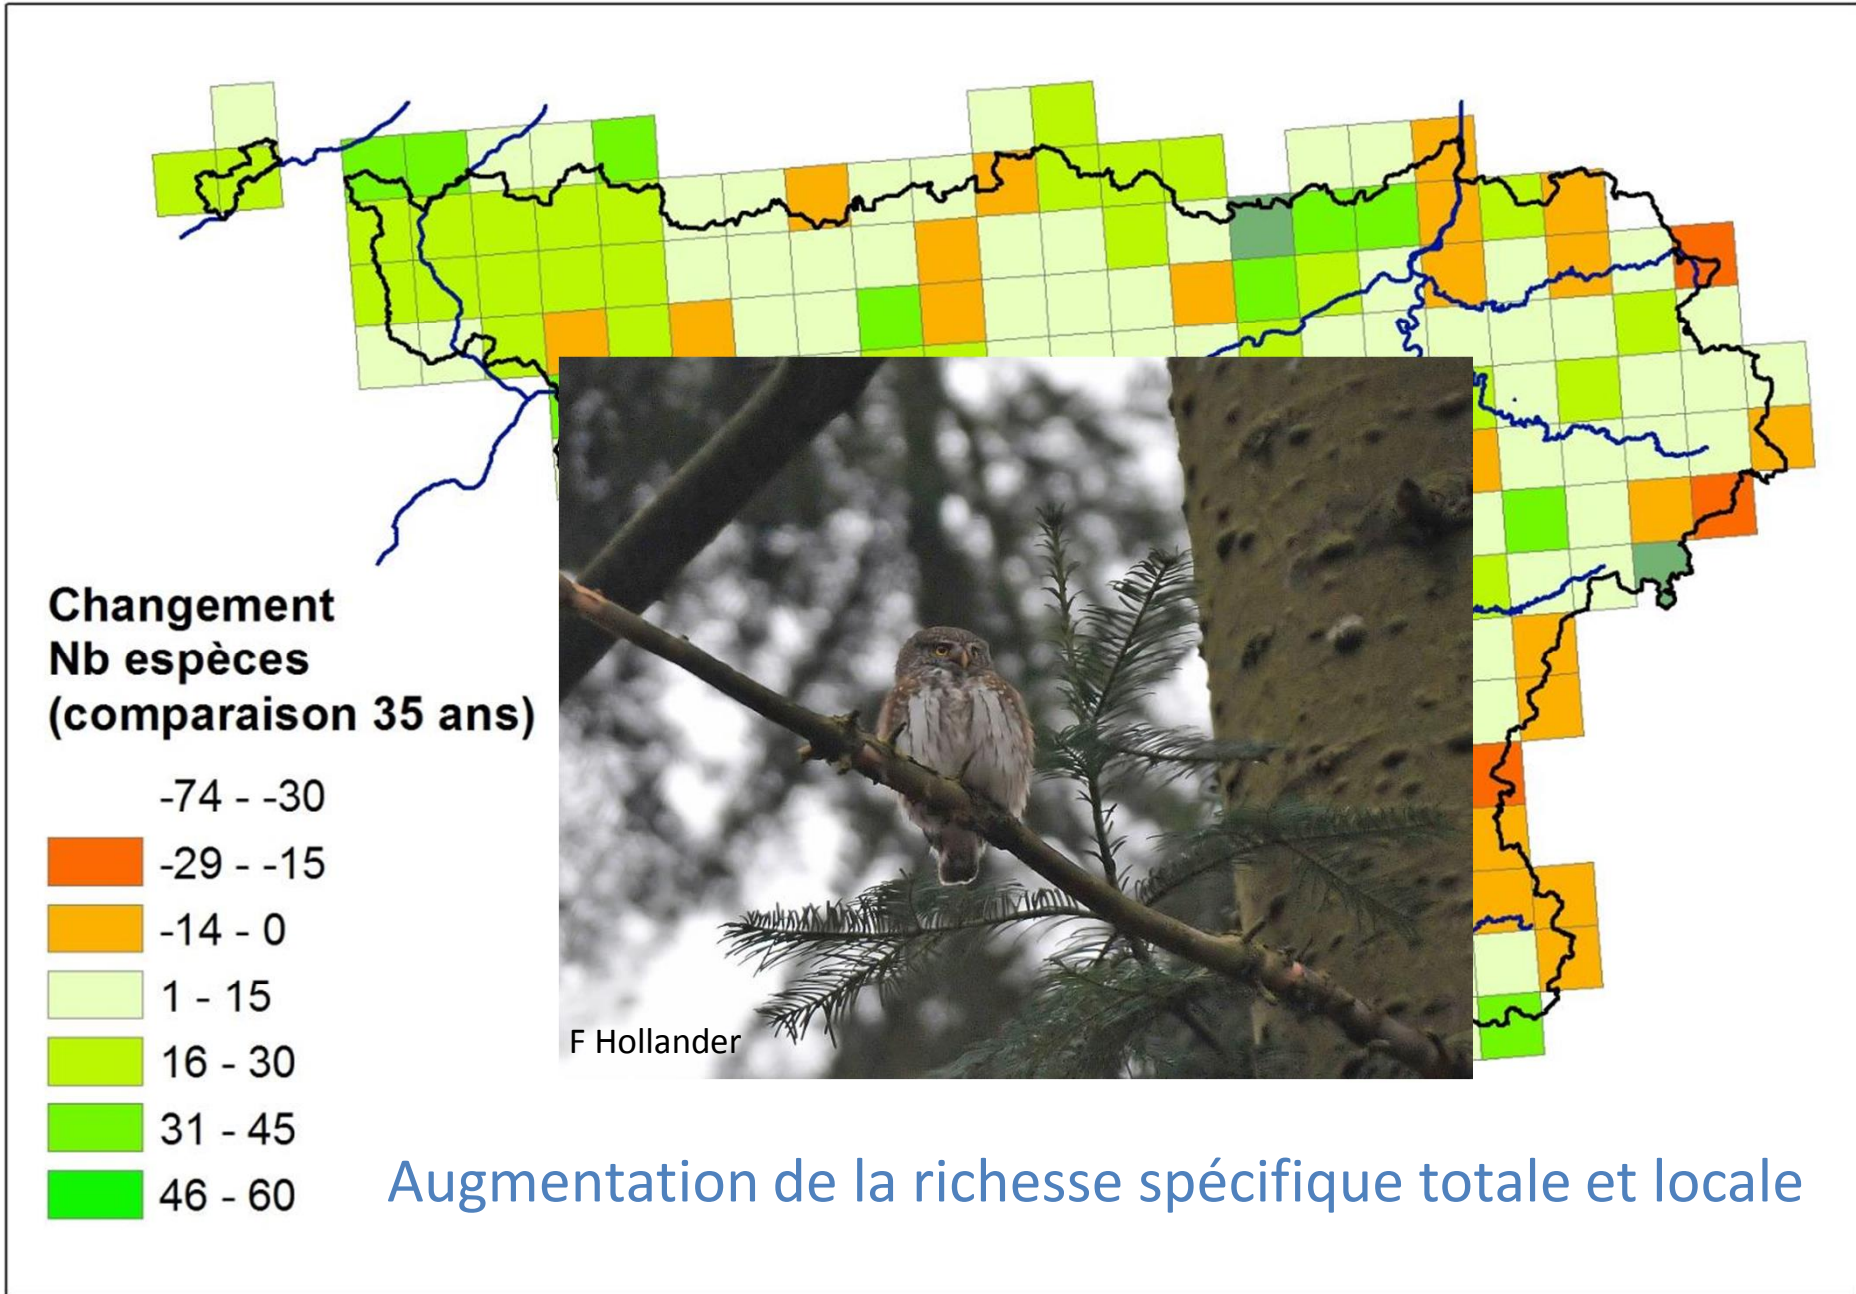 Changement
Nb espèces
(comparaison 35 ans)
-74 - -30
-29 - -15
-14 - 0
1 - 15
16 - 30
31 - 45
46 - 60
F Hollander
Augmentation de la richesse spécifique totale et locale